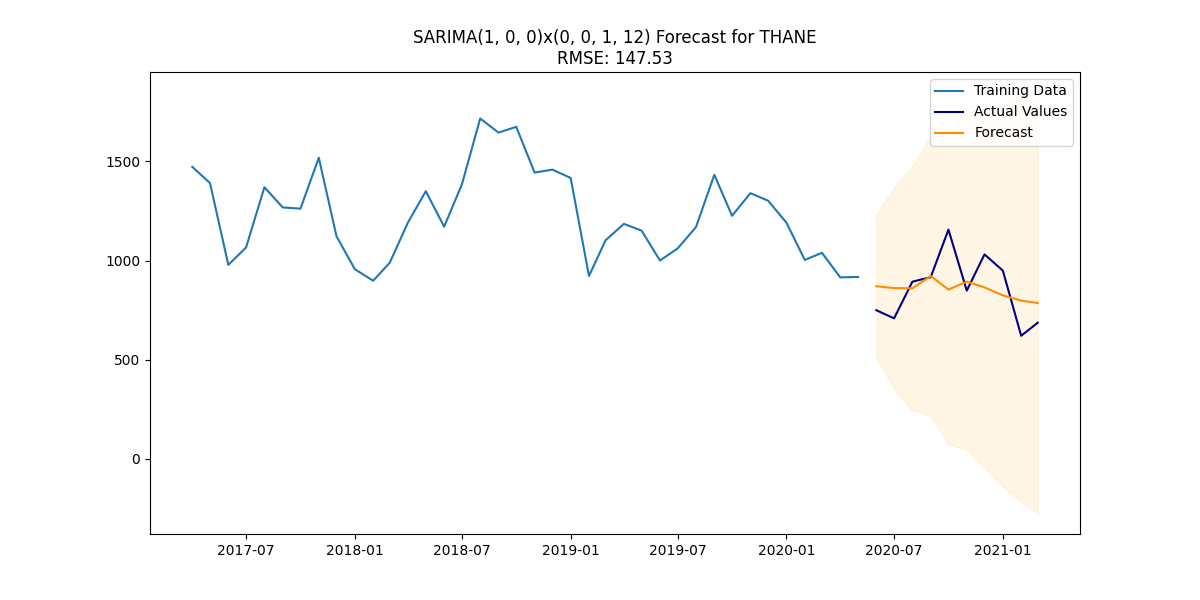 SARIMA(1, 0, 0)x(0, 0, 1, 12) Forecast for THANE
RMSE: 147.53
Training Data
Actual Values
Forecast
1500
1000
500
0
2017-07
2018-01
2018-07
2019-01
2019-07
2020-01
2020-07
2021-01